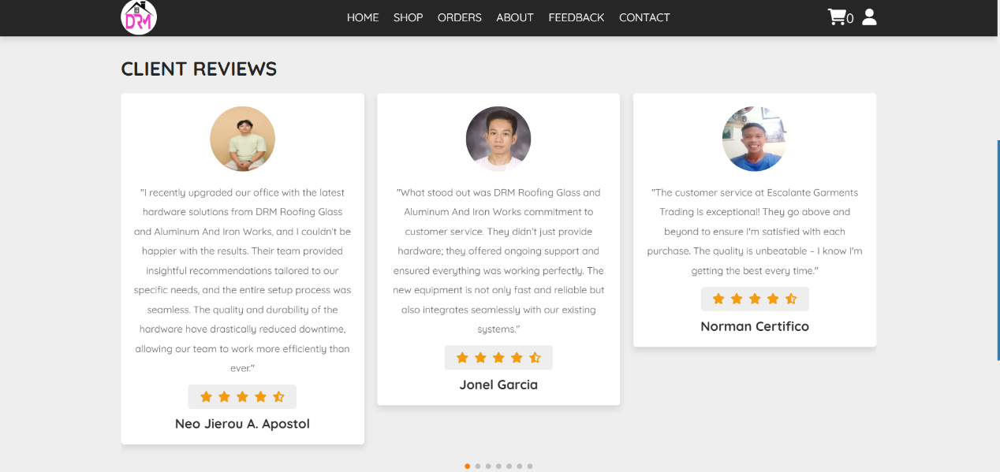 DRM
HOME SHOP ORDERS ABOUT FEEDBACK CONTACT
0
CLIENT REVIEWS
"I recently upgraded our office with the latest
hardware solutions from DRM Roofing Glass
and Aluminum And Iron Works, and I couldn't be
happier with the results. Their team provided
insightful recommendations tailored to our
specific needs, and the entire setup process was
seamless. The quality and durability of the
hardware have drastically reduced downtime,
allowing our team to work more efficiently than
ever."
Neo Jierou A. Apostol
"What stood out was DRM Roofing Glass and
Aluminum And Iron Works commitment to
customer service. They didn't just provide
hardware; they offered ongoing support and
ensured everything was working perfectly. The
new equipment is not only fast and reliable but
also integrates seamlessly with our existing
systems."
Jonel Garcia
"The customer service at Escalante Garments
Trading is exceptional! They go above and
beyond to ensure I'm satisfied with each
purchase. The quality is unbeatable – I know I'm
getting the best every time."
Norman Certifico